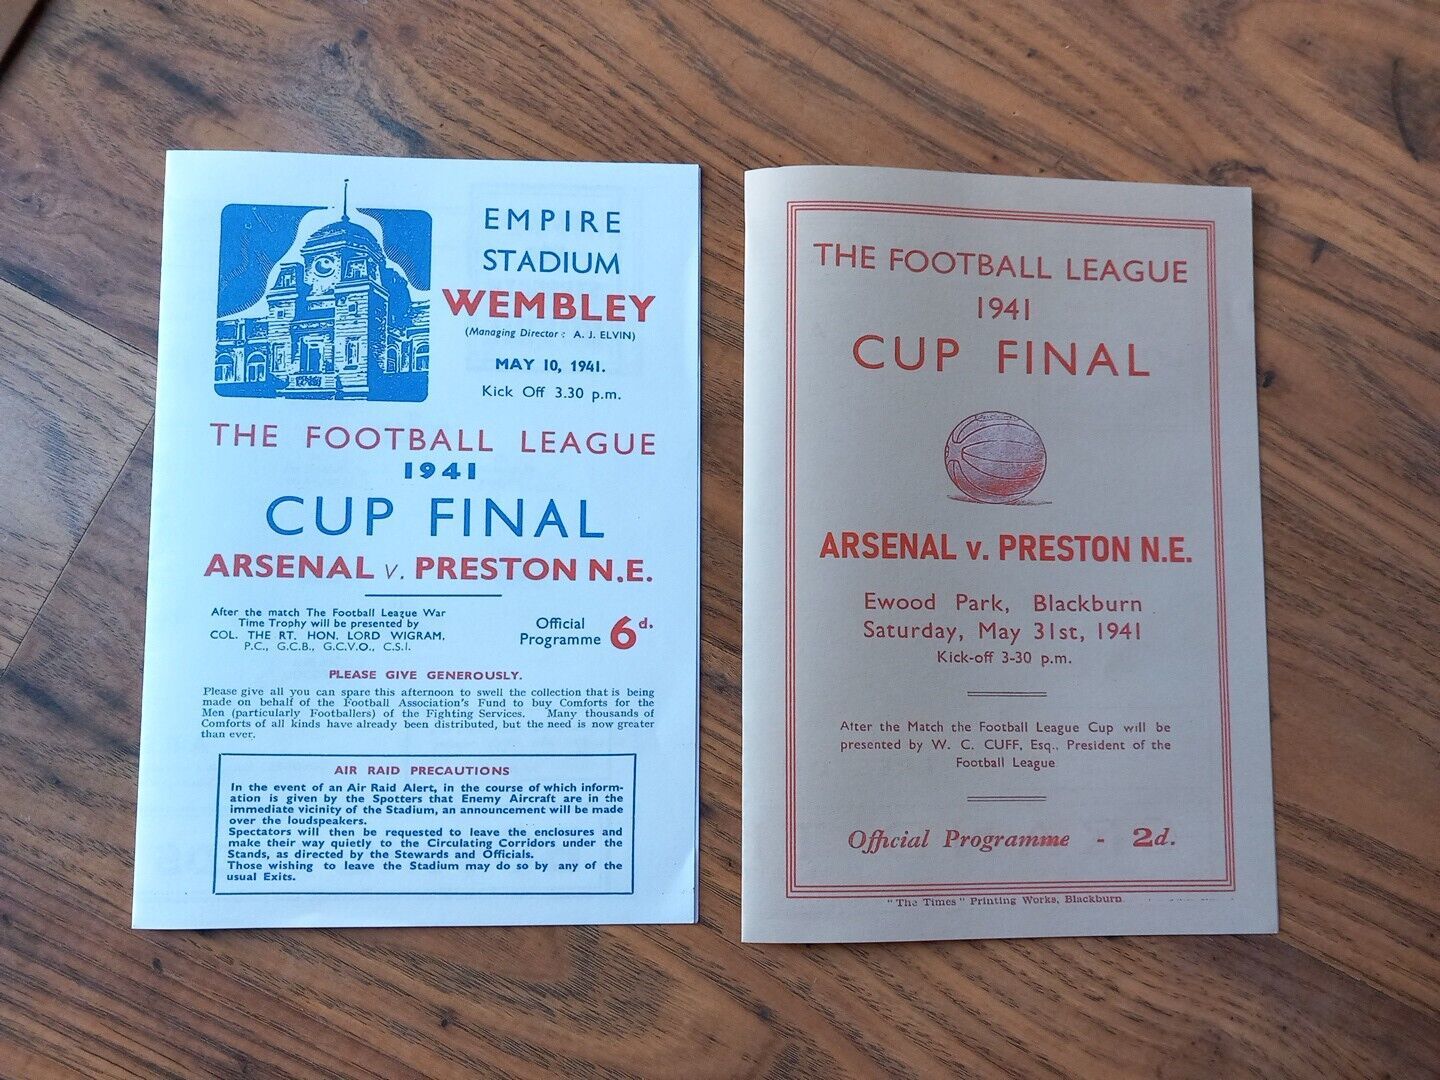 EMPIRE
STADIUM
WEMBLEY
(Managing Director : A. J. ELVIN)
MAY 10, 1941.
Kick Off 3.30 p.m.
THE FOOTBALL LEAGUE
1941
CUP FINAL
ARSENAL v. PRESTON N.E.
After the match The Football League War
Time Trophy will be presented by
COL. THE RT. HON. LORD WIGRAM,
P.C., G.C.B., G.C.V.O., C.S.I.
Official
Programme 6d.
PLEASE GIVE GENEROUSLY.
Please give all you can spare this afternoon to swell the collection that is being
made on behalf of the Football Association's Fund to buy Comforts for the
Men (particularly Footballers) of the Fighting Services. Many thousands of
Comforts of all kinds have already been distributed, but the need is now greater
than ever.
AIR RAID PRECAUTIONS
In the event of an Air Raid Alert, in the course of which inform-
ation is given by the Spotters that Enemy Aircraft are in the
immediate vicinity of the Stadium, an announcement will be made
over the loudspeakers.
Spectators will then be requested to leave the enclosures and
make their way quietly to the Circulating Corridors under the
Stands, as directed by the Stewards and Officials.
Those wishing to leave the Stadium may do so by any of the
usual Exits.
THE FOOTBALL LEAGUE
1941
CUP FINAL
ARSENAL v. PRESTON N.E.
Ewood Park, Blackburn
Saturday, May 31st, 1941
Kick-off 3-30 p.m.
After the Match the Football League Cup will be
presented by W. C. CUFF, Esq., President of the
Football League
Official Programme - 2d.
"The Times" Printing Works, Blackburn